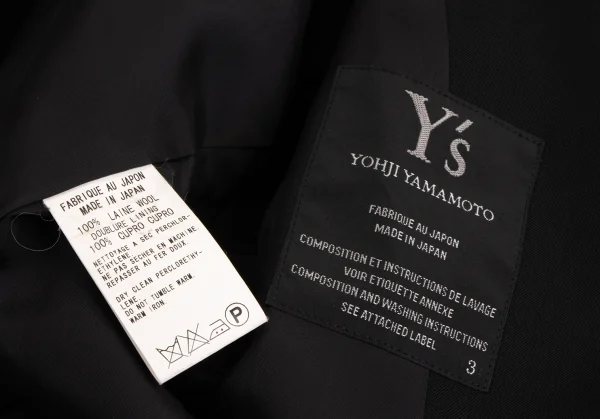 FABRIQUE AU JAPON
MADE IN JAPAN
100% LAINE WOOL
DOUBLURE LINING
100% CUPRO CUPRO
NETTOYAGE A SEC PERCHLOR-
ETHYLENE.
NE PAS SECHER EN MACHINE.
REPASSER AU FER DOUX.
DRY CLEAN PERCLORETHY-
LENE.
DO NOT TUMBLE WARM.
WARM IRON.
P
Y's
YOHJI YAMAMOTO
FABRIQUE AU JAPON
MADE IN JAPAN
COMPOSITION ET INSTRUCTIONS DE LAVAGE
VOIR ETIQUETTE ANNEXE
COMPOSITION AND WASHING INSTRUCTIONS
SEE ATTACHED LABEL
3